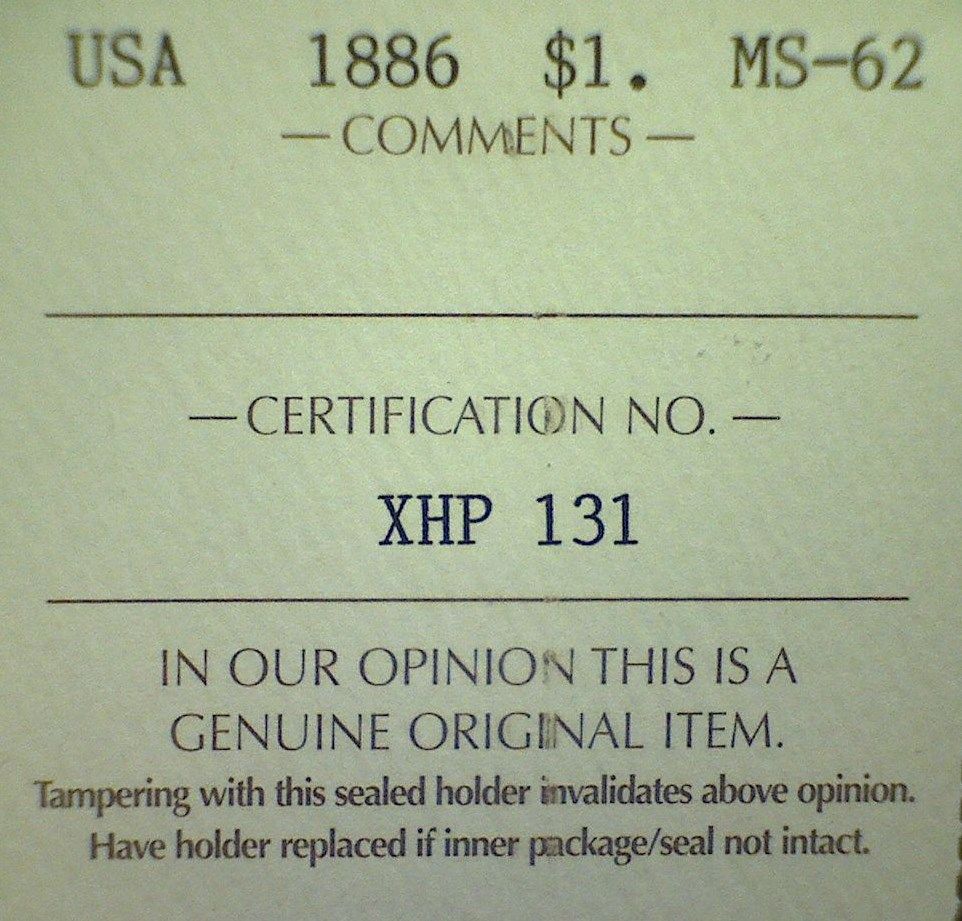 USA 1886 $1. MS-62
—COMMENTS—
—CERTIFICATION NO.—
XHP 131
IN OUR OPINION THIS IS A
GENUINE ORIGINAL ITEM.
Tampering with this sealed holder invalidates above opinion.
Have holder replaced if inner package/seal not intact.